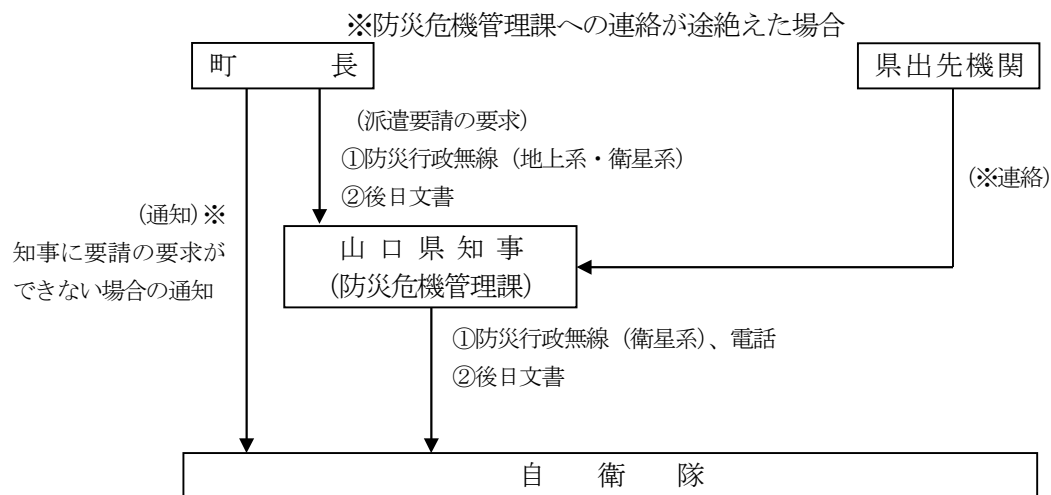 ※防災危機管理課への連絡が途絶えた場合
町　　　長
県出先機関
(派遣要請の要求)
①防災行政無線（地上系・衛星系）
②後日文書
(※連絡)
(通知)※
知事に要請の要求が
できない場合の通知
山 口 県 知 事
(防災危機管理課)
①防災行政無線（衛星系）、電話
②後日文書
自　衛　隊